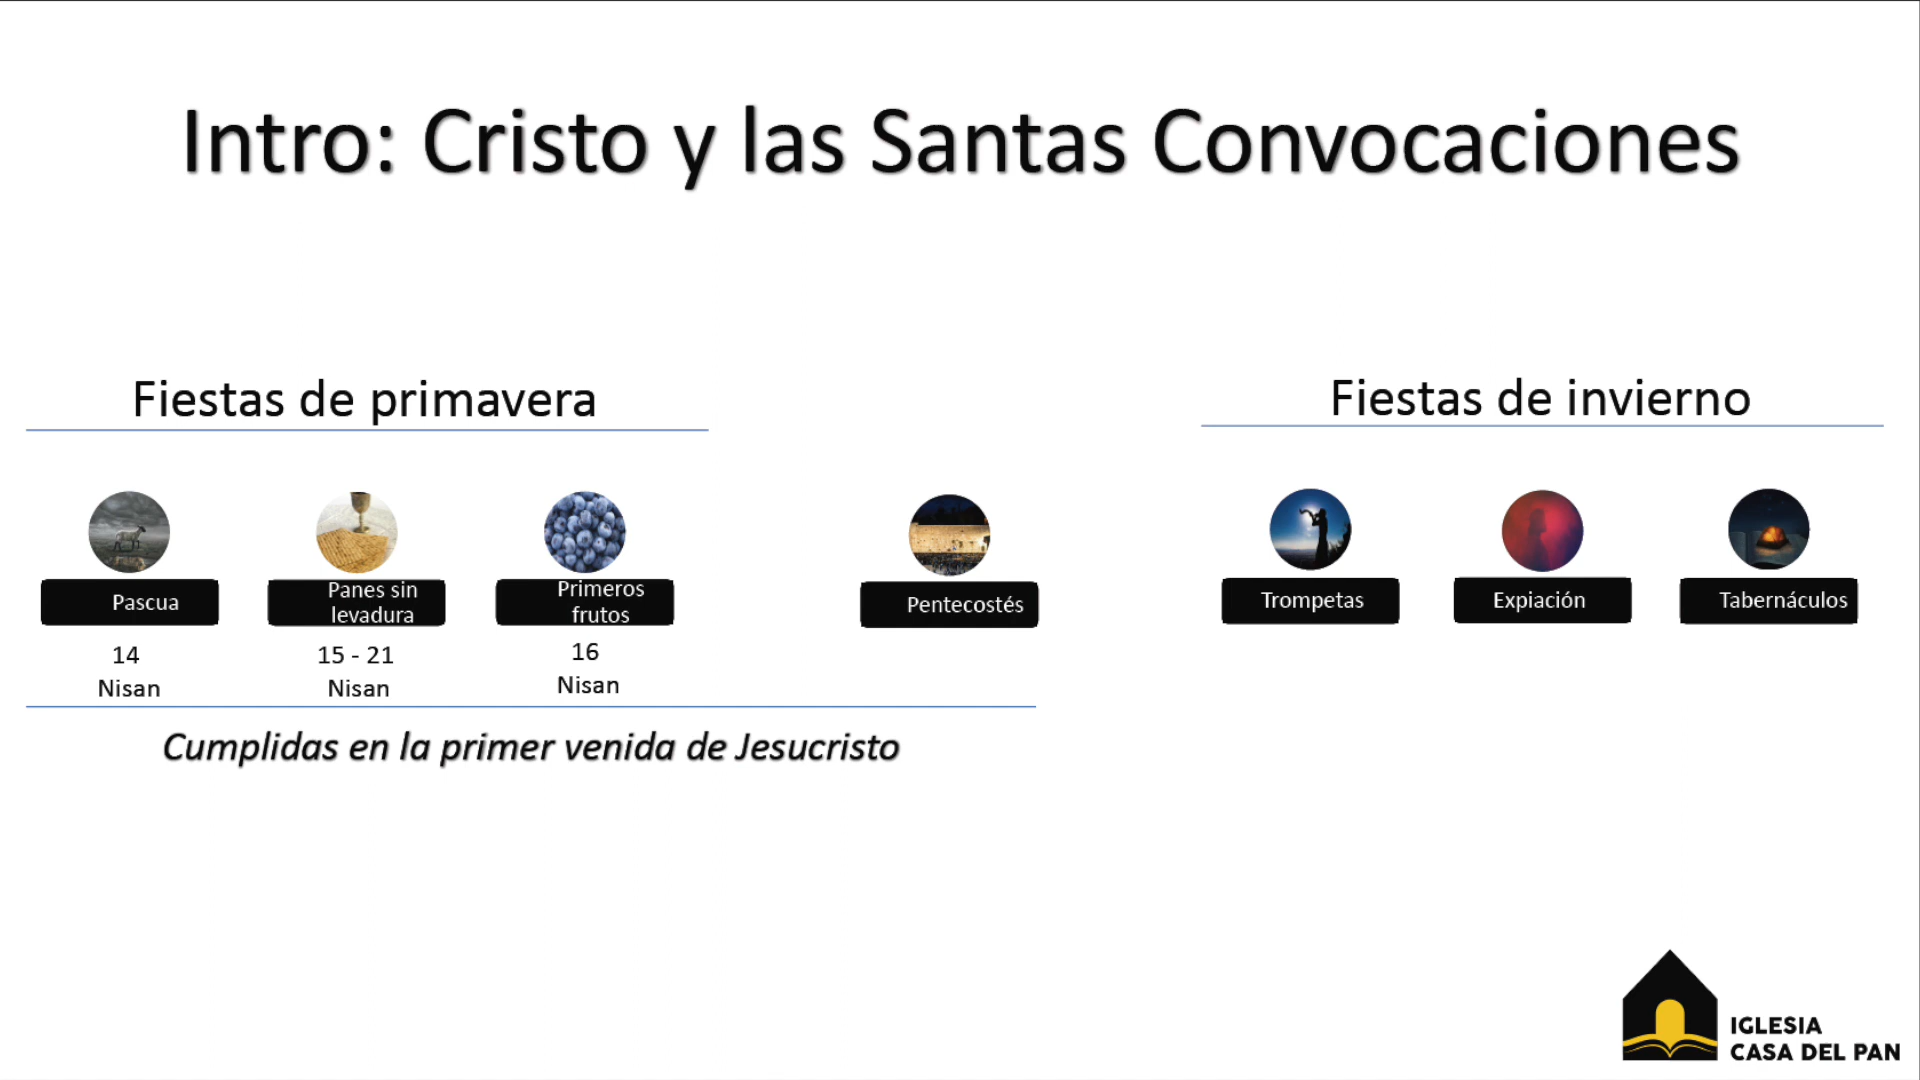 Intro: Cristo y las Santas Convocaciones
Fiestas de primavera
Fiestas de invierno
Pascua
Panes sin
levadura
Primeros
frutos
Pentecostés
Trompetas
Expiación
Tabernáculos
14
Nisan
15 - 21
Nisan
16
Nisan
Cumplidas en la primer venida de Jesucristo
IGLESIA
CASA DEL PAN